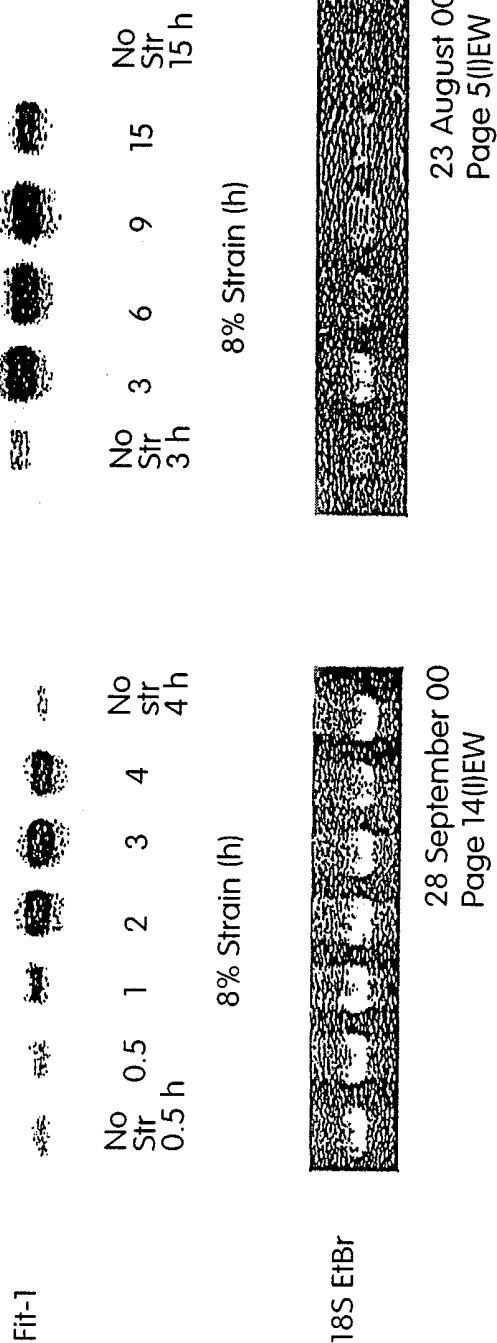 Fit-1
No
Str
0.5 h
0.5
1
2
3
4
No
str
4 h
8% Strain (h)
No
Str
3 h
3
6
9
15
No
Str
15 h
8% Strain (h)
18S EtBr
28 September 00
Page 14(I)EW
23 August 00
Page 5(I)EW